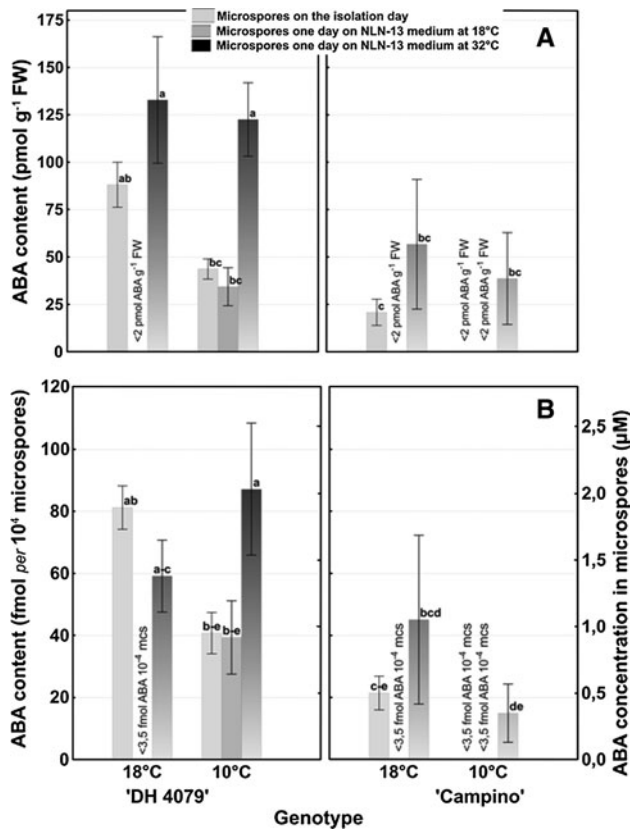 Microspores on the isolation day
Microspores one day on NLN-13 medium at 18°C
Microspores one day on NLN-13 medium at 32°C
A
ABA content (pmol g⁻¹ FW)
175
150
125
100
75
50
25
0
ab
<2 pmol ABA g⁻¹ FW
a
bc
bc
a
c
<2 pmol ABA g⁻¹ FW
bc
<2 pmol ABA g⁻¹ FW
<2 pmol ABA g⁻¹ FW
bc
B
ABA content (fmol per 10⁴ microspores)
120
100
80
60
40
20
0
ab
<3,5 fmol ABA 10⁻⁴ mcs
a-c
b-e
b-e
a
c-e
<3,5 fmol ABA 10⁻⁴ mcs
bcd
<3,5 fmol ABA 10⁻⁴ mcs
<3,5 fmol ABA 10⁻⁴ mcs
de
2,5
2,0
1,5
1,0
0,5
0,0
ABA concentration in microspores (µM)
18°C 10°C 18°C 10°C
'DH 4079' 'Campino'
Genotype